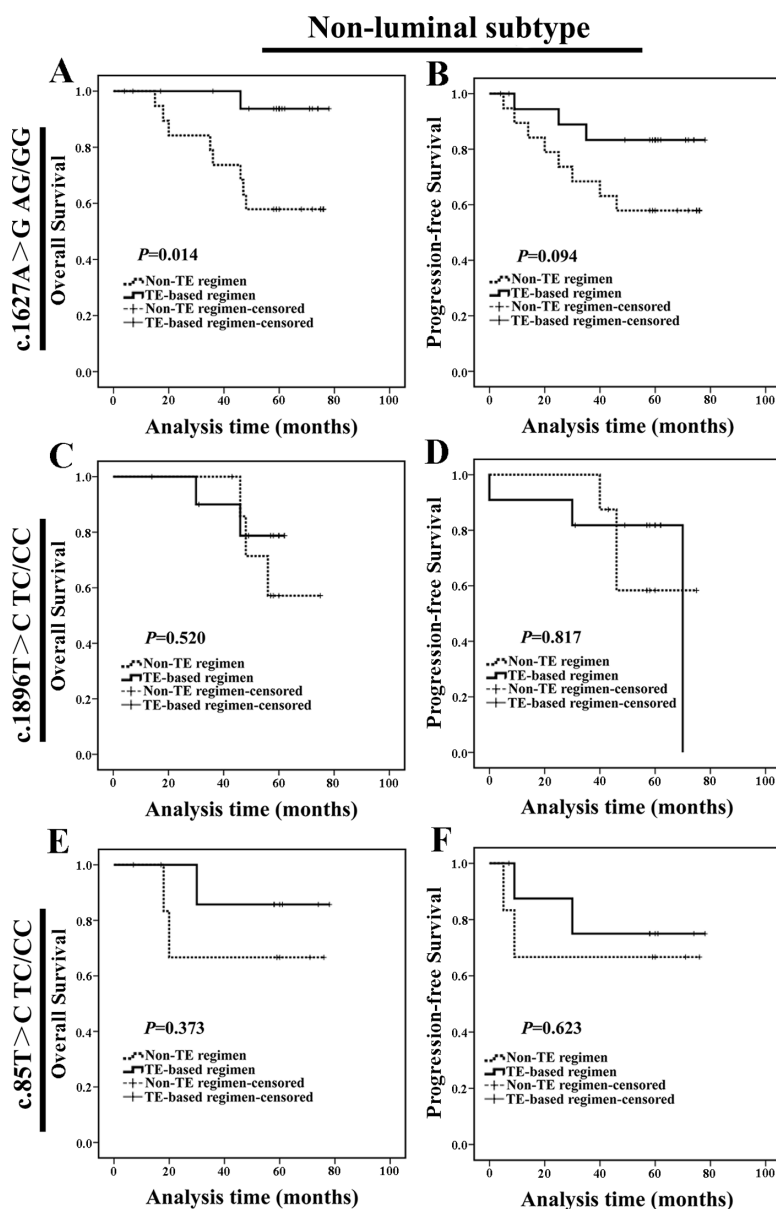 Non-luminal subtype
A
B
c.1627A>G AG/GG
Overall Survival
1.0
0.8
0.6
0.4
0.2
0.0
P=0.014
Non-TE regimen
TE-based regimen
Non-TE regimen-censored
TE-based regimen-censored
0 20 40 60 80 100
Analysis time (months)
Progression-free Survival
1.0
0.8
0.6
0.4
0.2
0.0
P=0.094
Non-TE regimen
TE-based regimen
Non-TE regimen-censored
TE-based regimen-censored
0 20 40 60 80 100
Analysis time (months)
C
D
c.1896T>C TC/CC
Overall Survival
1.0
0.8
0.6
0.4
0.2
0.0
P=0.520
Non-TE regimen
TE-based regimen
Non-TE regimen-censored
TE-based regimen-censored
0 20 40 60 80 100
Analysis time (months)
Progression-free Survival
1.0
0.8
0.6
0.4
0.2
0.0
P=0.817
Non-TE regimen
TE-based regimen
Non-TE regimen-censored
TE-based regimen-censored
0 20 40 60 80 100
Analysis time (months)
E
F
c.85T>C TC/CC
Overall Survival
1.0
0.8
0.6
0.4
0.2
0.0
P=0.373
Non-TE regimen
TE-based regimen
Non-TE regimen-censored
TE-based regimen-censored
0 20 40 60 80 100
Analysis time (months)
Progression-free Survival
1.0
0.8
0.6
0.4
0.2
0.0
P=0.623
Non-TE regimen
TE-based regimen
Non-TE regimen-censored
TE-based regimen-censored
0 20 40 60 80 100
Analysis time (months)